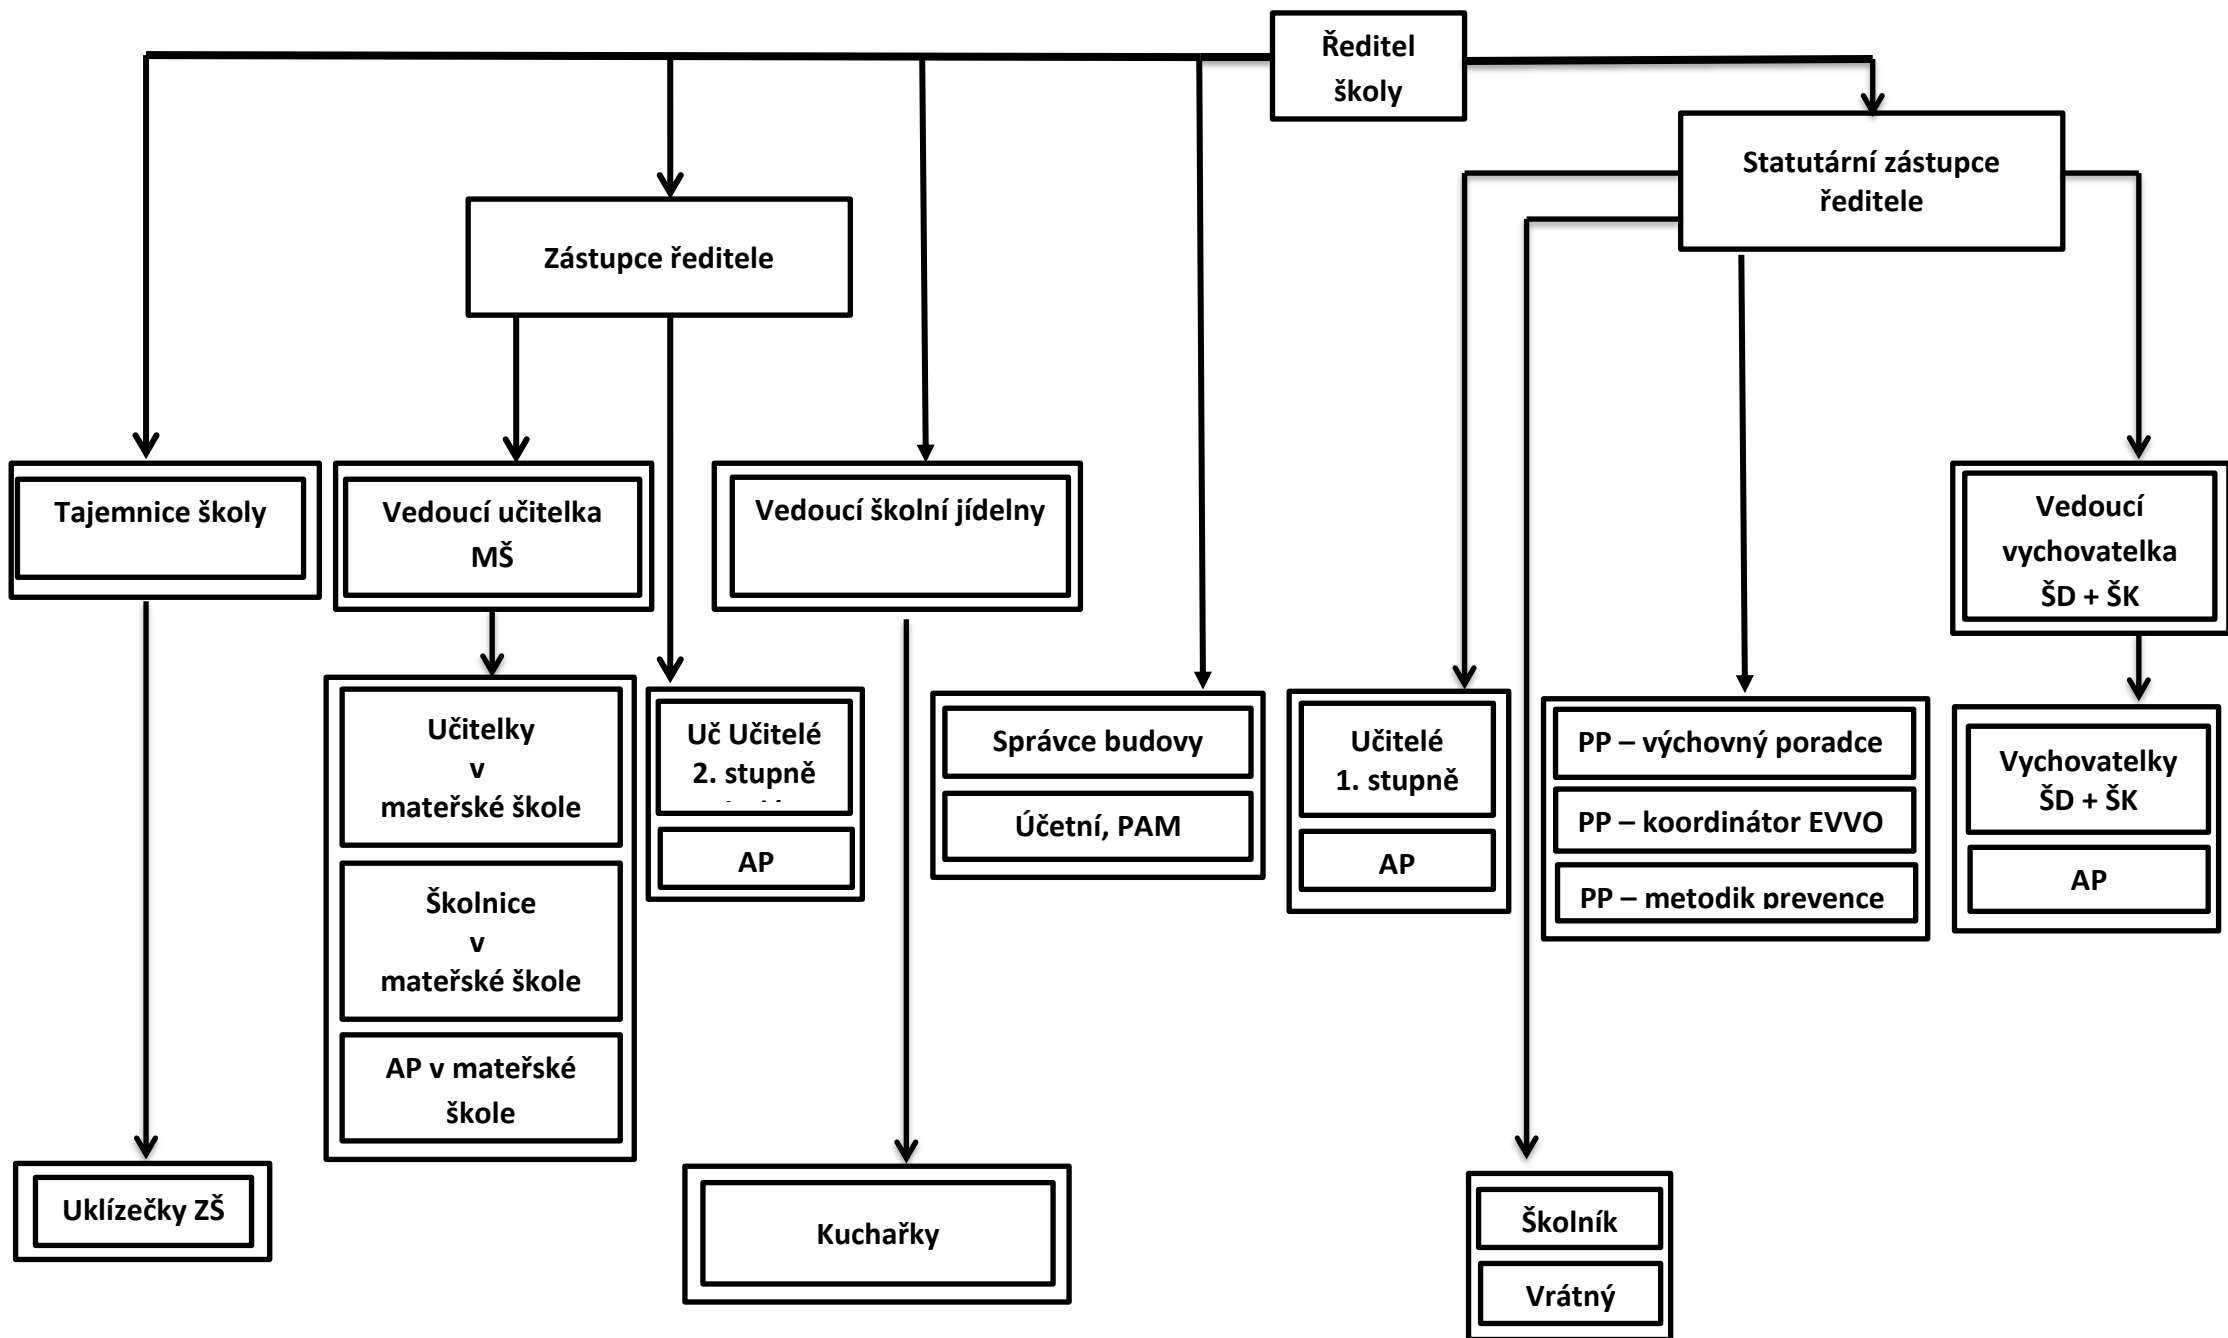 Ředitel
školy
Statutární zástupce
ředitele
Zástupce ředitele
Tajemnice školy
Vedoucí učitelka
MŠ
Vedoucí školní jídelny
Vedoucí
vychovatelka
ŠD + ŠK
Učitelky
v
mateřské škole
Školnice
v
mateřské škole
AP v mateřské
škole
Uč Učitelé
2. stupně
AP
Správce budovy
Účetní, PAM
Učitelé
1. stupně
AP
PP – výchovný poradce
PP – koordinátor EVVO
PP – metodik prevence
Vychovatelky
ŠD + ŠK
AP
Uklízečky ZŠ
Kuchařky
Školník
Vrátný